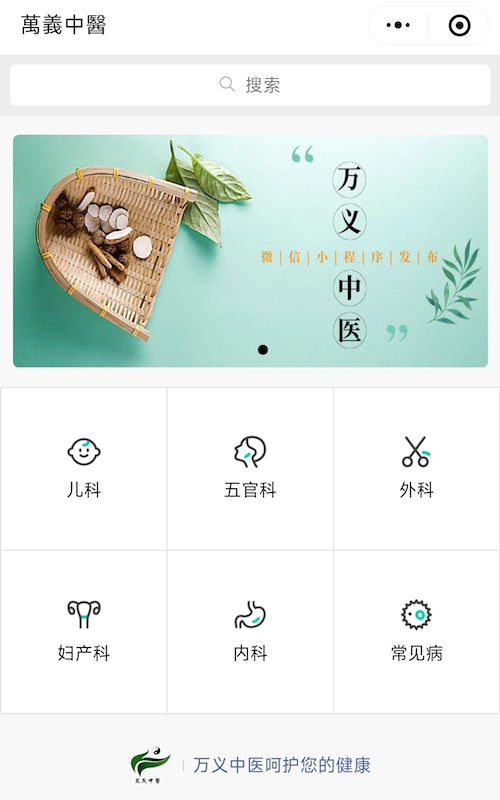 萬義中醫
搜索
万
义
微|信|小|程|序|发|布
中
医
儿科
五官科
外科
妇产科
内科
常见病
萬氏中醫
万义中医呵护您的健康